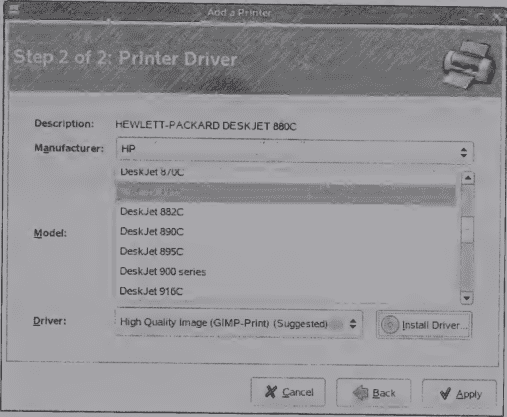 Add a Printer
Step 2 of 2: Printer Driver
Description: HEWLETT-PACKARD DESKJET 880C
Manufacturer: HP
DeskJet 870C
DeskJet 882C
Model: DeskJet 890C
DeskJet 895C
DeskJet 900 series
DeskJet 916C
Driver: High Quality Image (GIMP-Print) (Suggested) Install Driver...
Cancel Back Apply